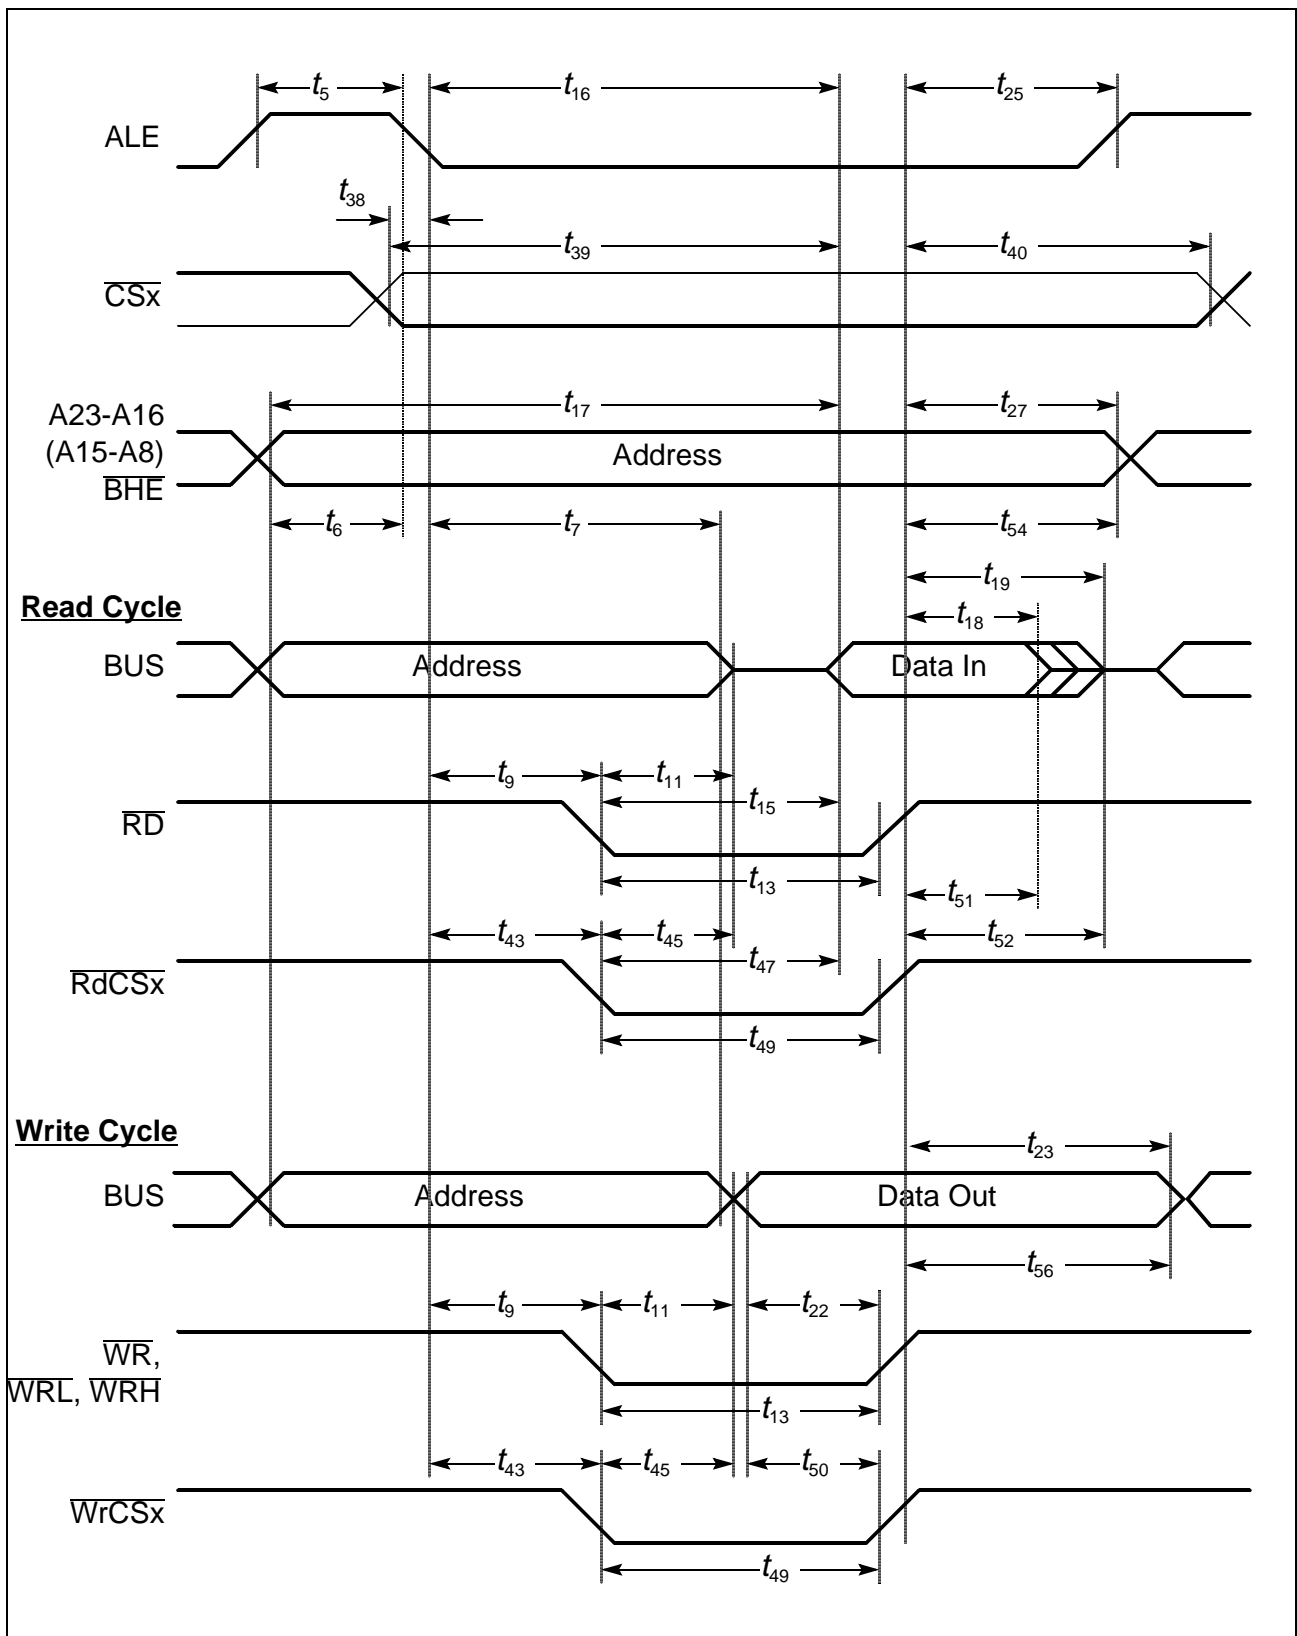 t5 t16 t25
ALE
t38
t39 t40
CSx
t17 t27
A23-A16
(A15-A8)
BHE
Address
t6 t7 t54
t19
Read Cycle
t18
BUS Address Data In
t9 t11
t15
RD
t13
t51
t43 t45 t52
t47
RdCSx
t49
Write Cycle
t23
BUS Address Data Out
t56
t9 t11 t22
WR,
WRL, WRH
t13
t43 t45 t50
WrCSx
t49